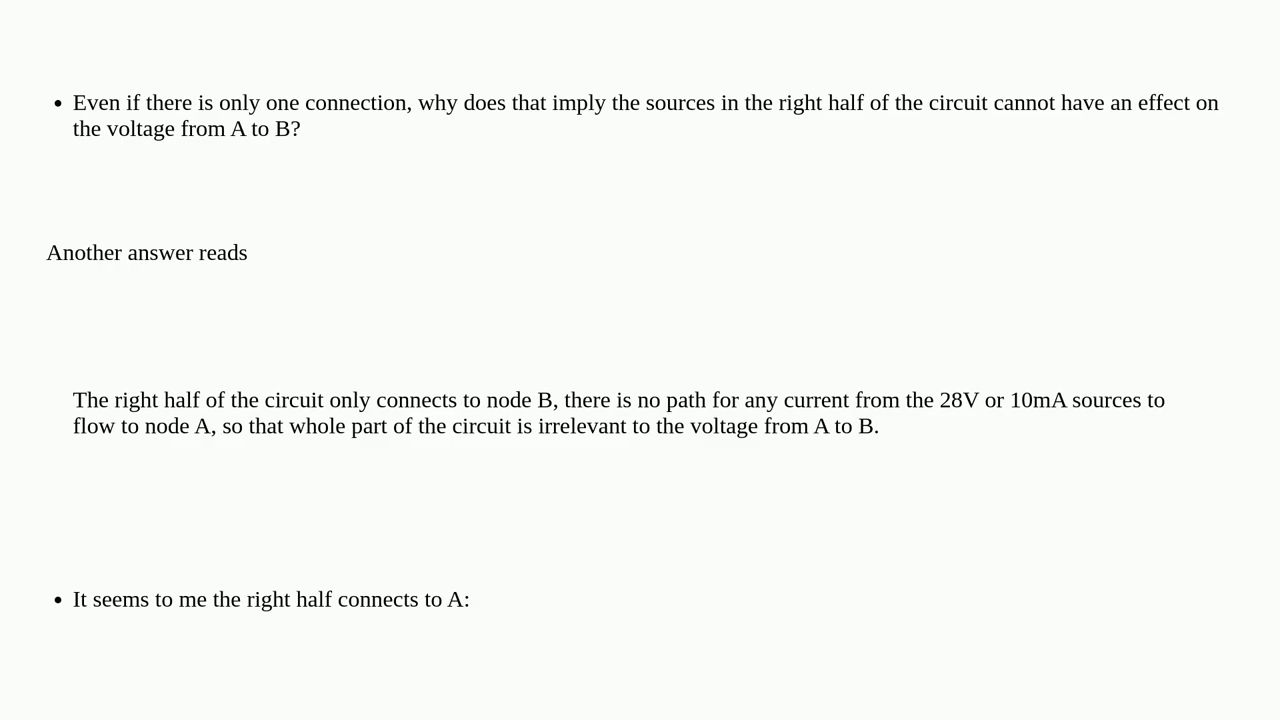 • Even if there is only one connection, why does that imply the sources in the right half of the circuit cannot have an effect on
the voltage from A to B?
Another answer reads
The right half of the circuit only connects to node B, there is no path for any current from the 28V or 10mA sources to
flow to node A, so that whole part of the circuit is irrelevant to the voltage from A to B.
• It seems to me the right half connects to A: